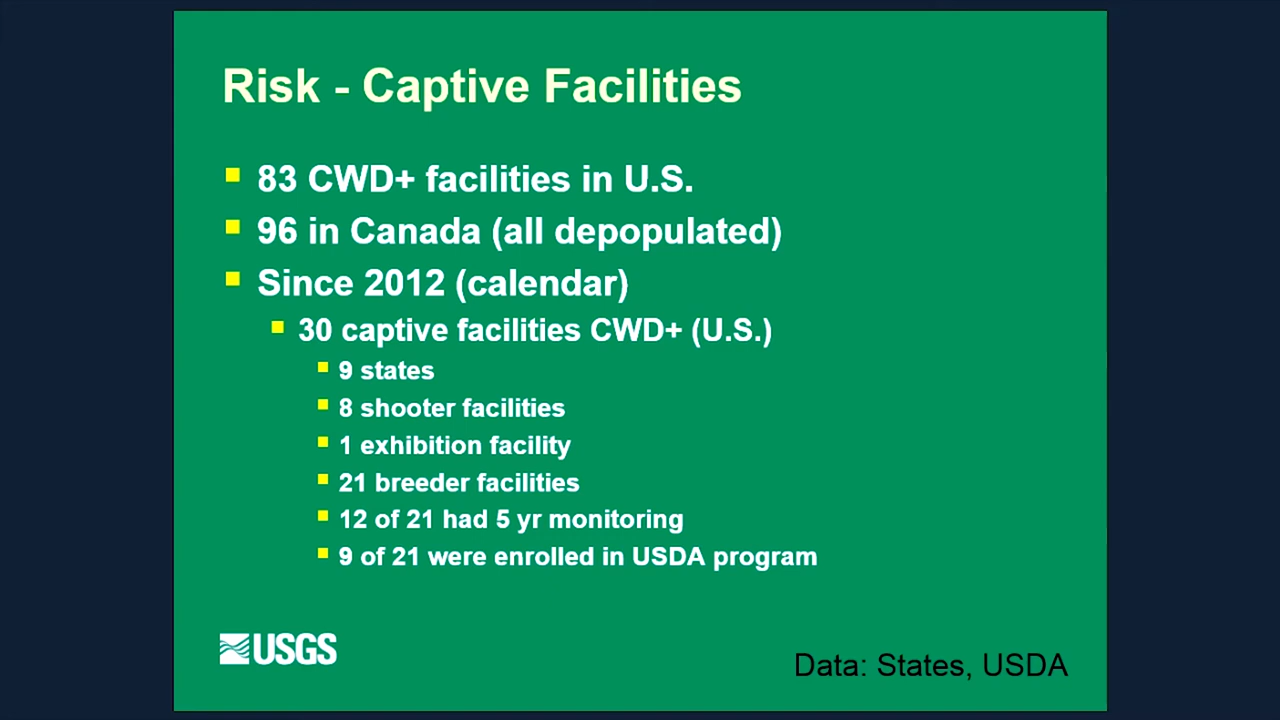 Risk - Captive Facilities
83 CWD+ facilities in U.S.
96 in Canada (all depopulated)
Since 2012 (calendar)
30 captive facilities CWD+ (U.S.)
9 states
8 shooter facilities
1 exhibition facility
21 breeder facilities
12 of 21 had 5 yr monitoring
9 of 21 were enrolled in USDA program
USGS
Data: States, USDA